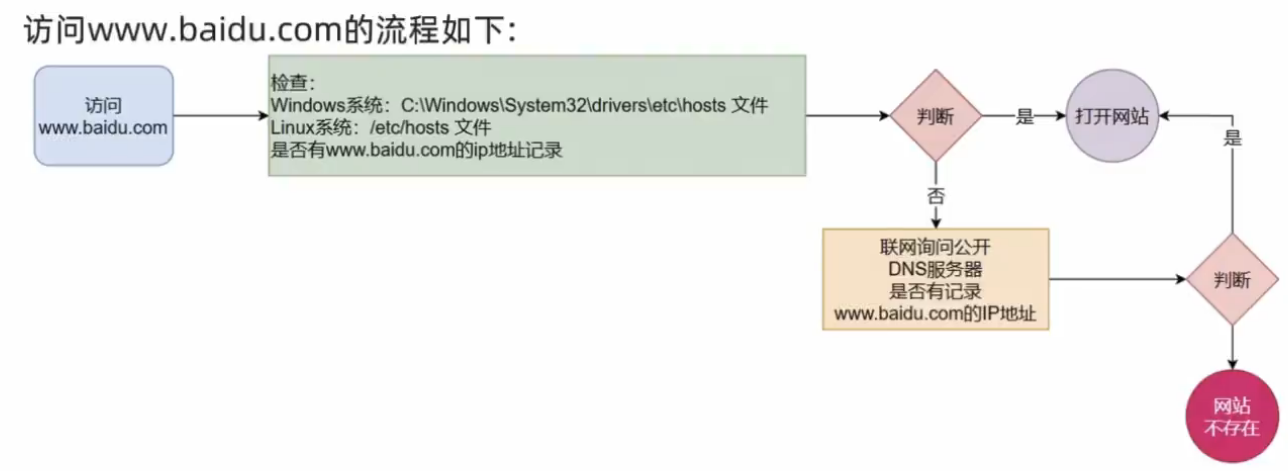 访问www.baidu.com的流程如下：
访问
www.baidu.com
检查：
Windows系统：C:\Windows\System32\drivers\etc\hosts 文件
Linux系统：/etc/hosts 文件
是否有www.baidu.com的ip地址记录
判断
是
打开网站
是
否
联网询问公开
DNS服务器
是否有记录
www.baidu.com的IP地址
判断
网站
不存在